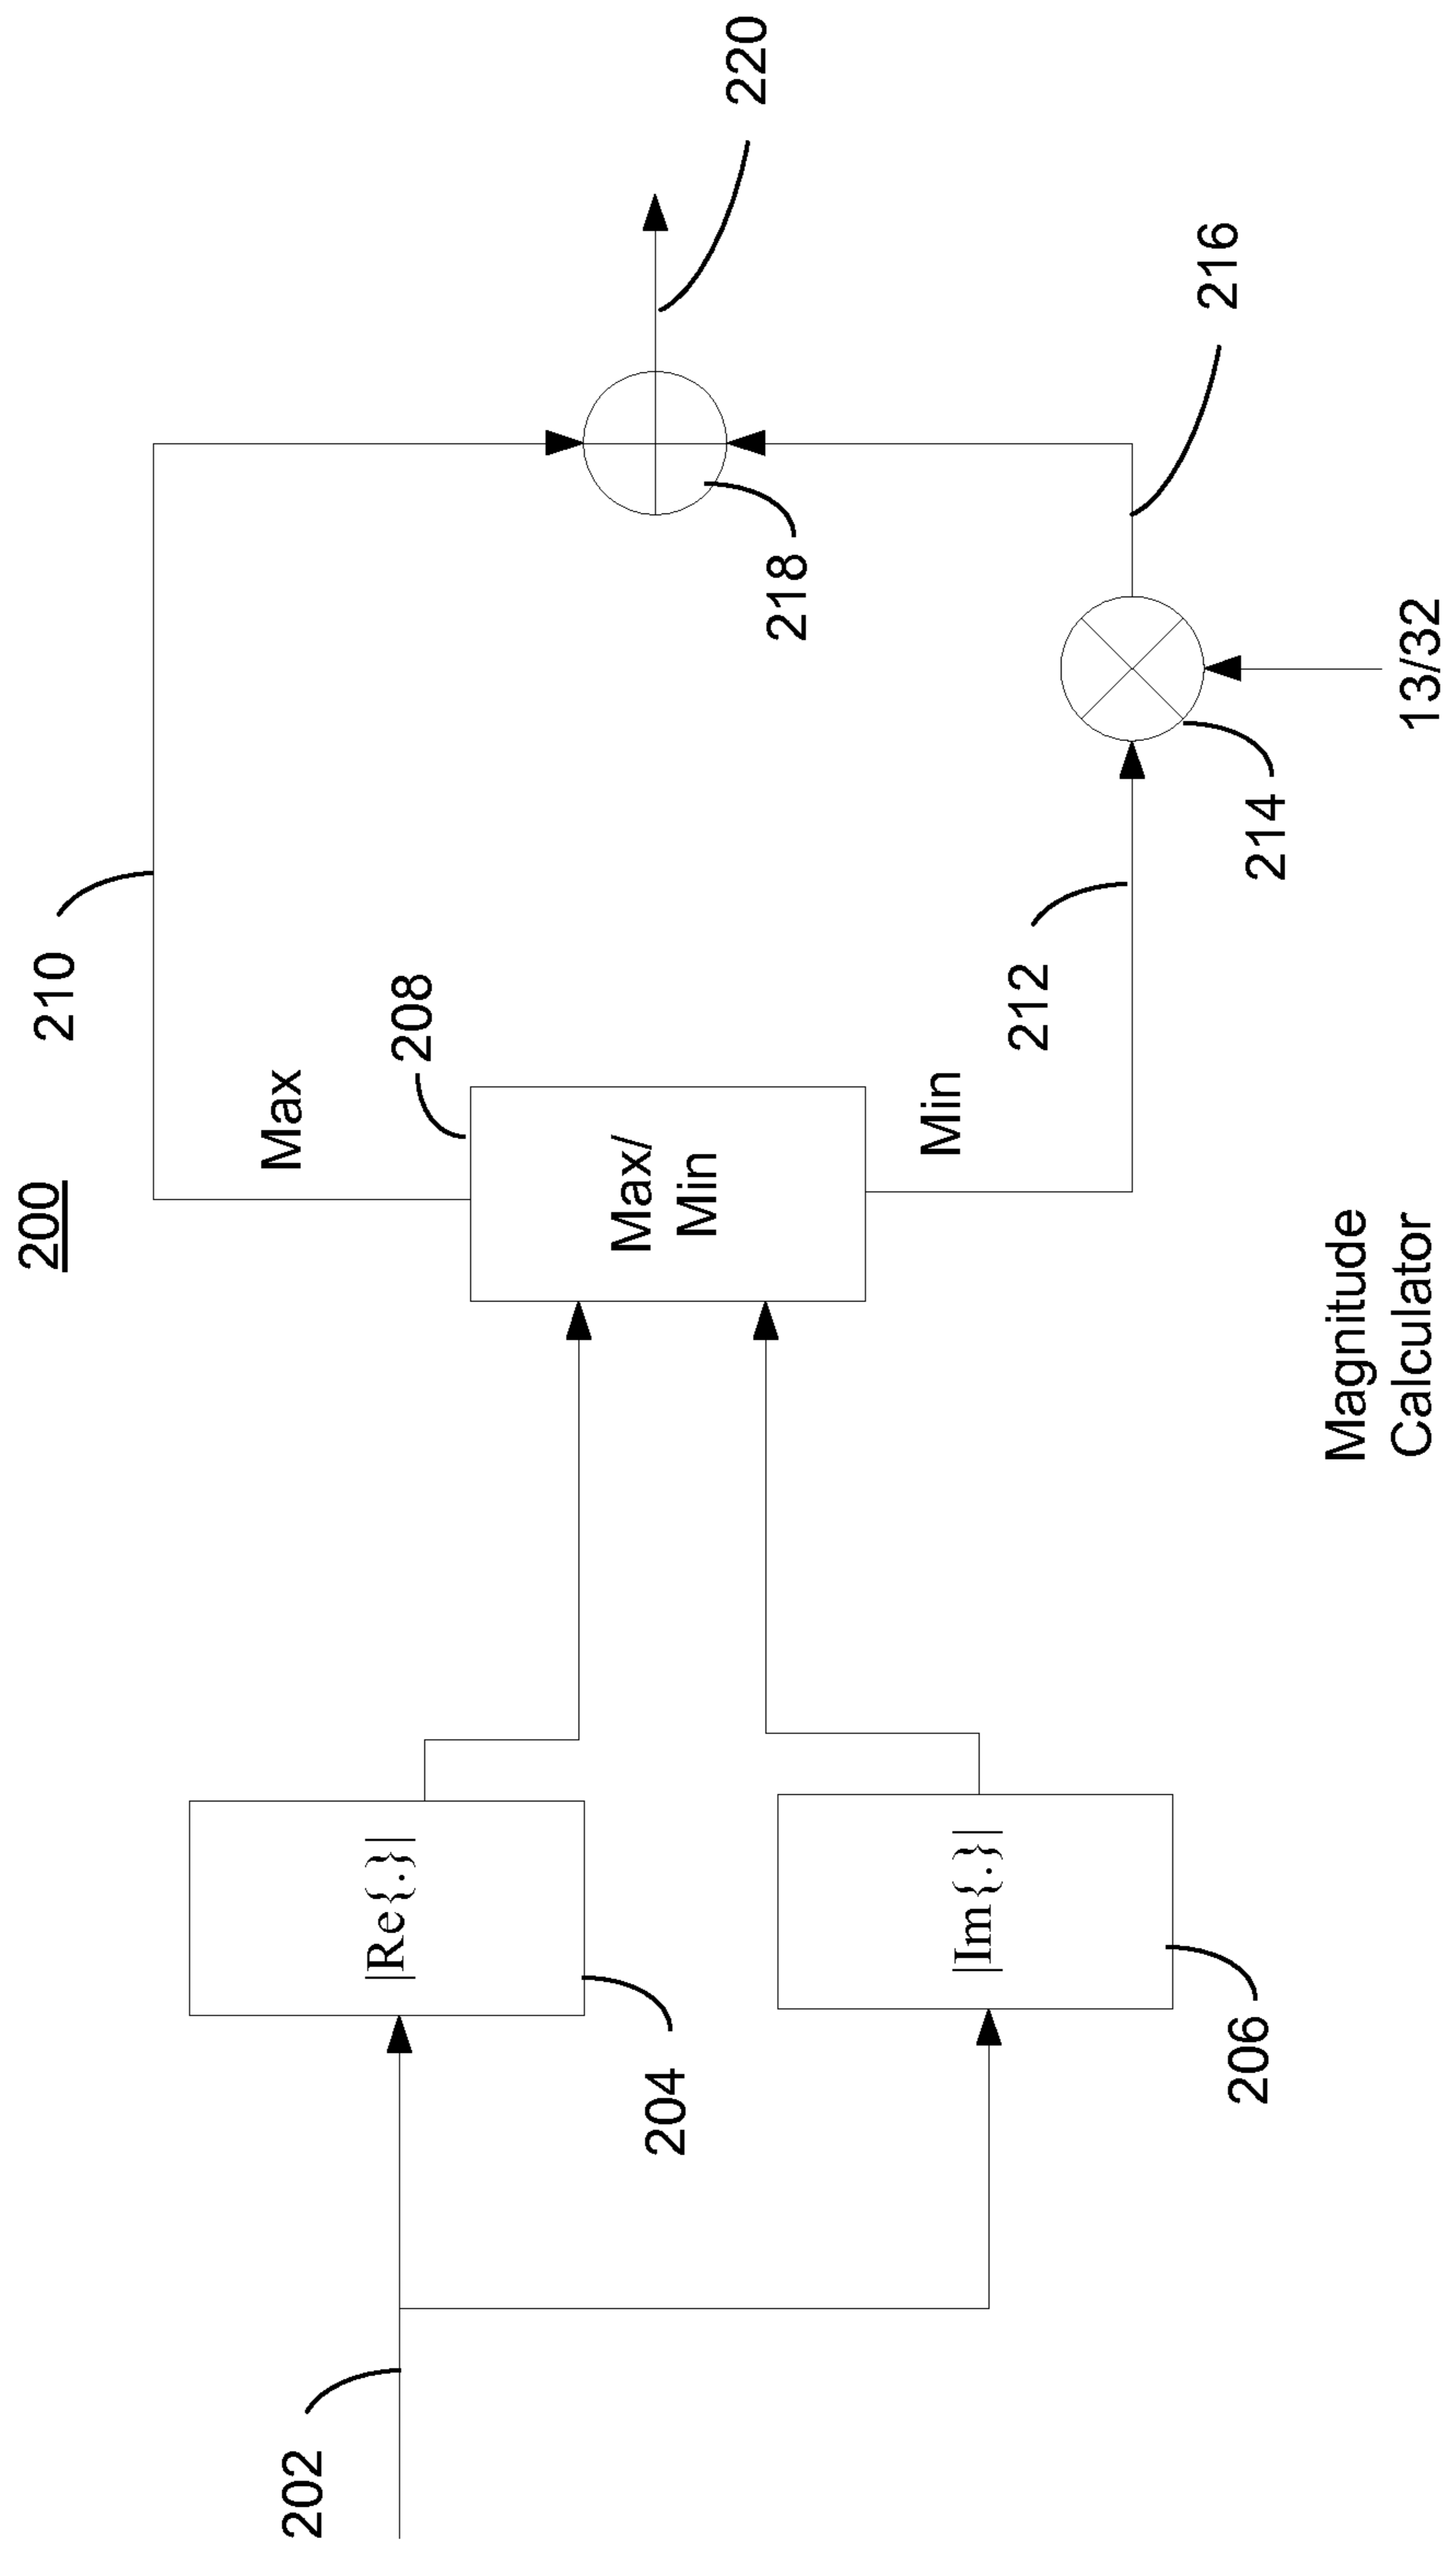 200
210
Max
208
Max/
Min
Min
212
202
|Re{.}|
204
|Im{.}|
206
214
13/32
216
218
220
Magnitude
Calculator